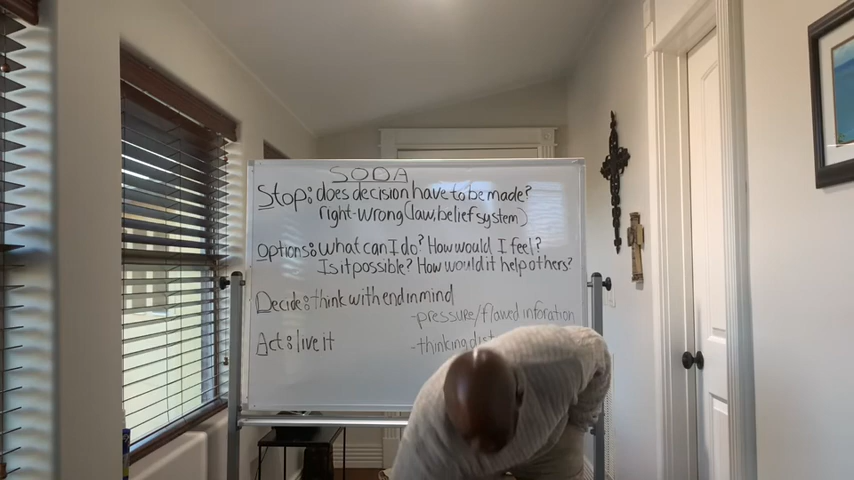 SODA
Stop: does decision have to be made?
right-wrong (law, belief system)
Options: What can I do? How would I feel?
Is it possible? How would it help others?
Decide: think with end in mind
-pressure/flawed inforation
Act: live it
-thinking